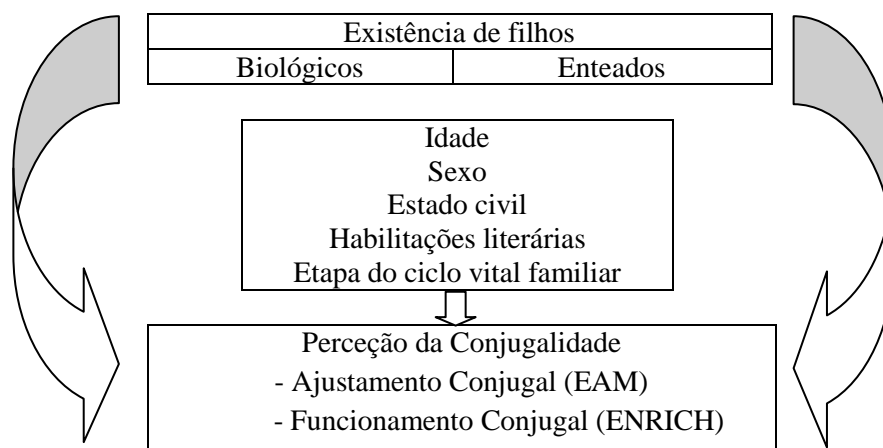 Existência de filhos
Biológicos Enteados
Idade
Sexo
Estado civil
Habilitações literárias
Etapa do ciclo vital familiar
Perceção da Conjugalidade
- Ajustamento Conjugal (EAM)
- Funcionamento Conjugal (ENRICH)